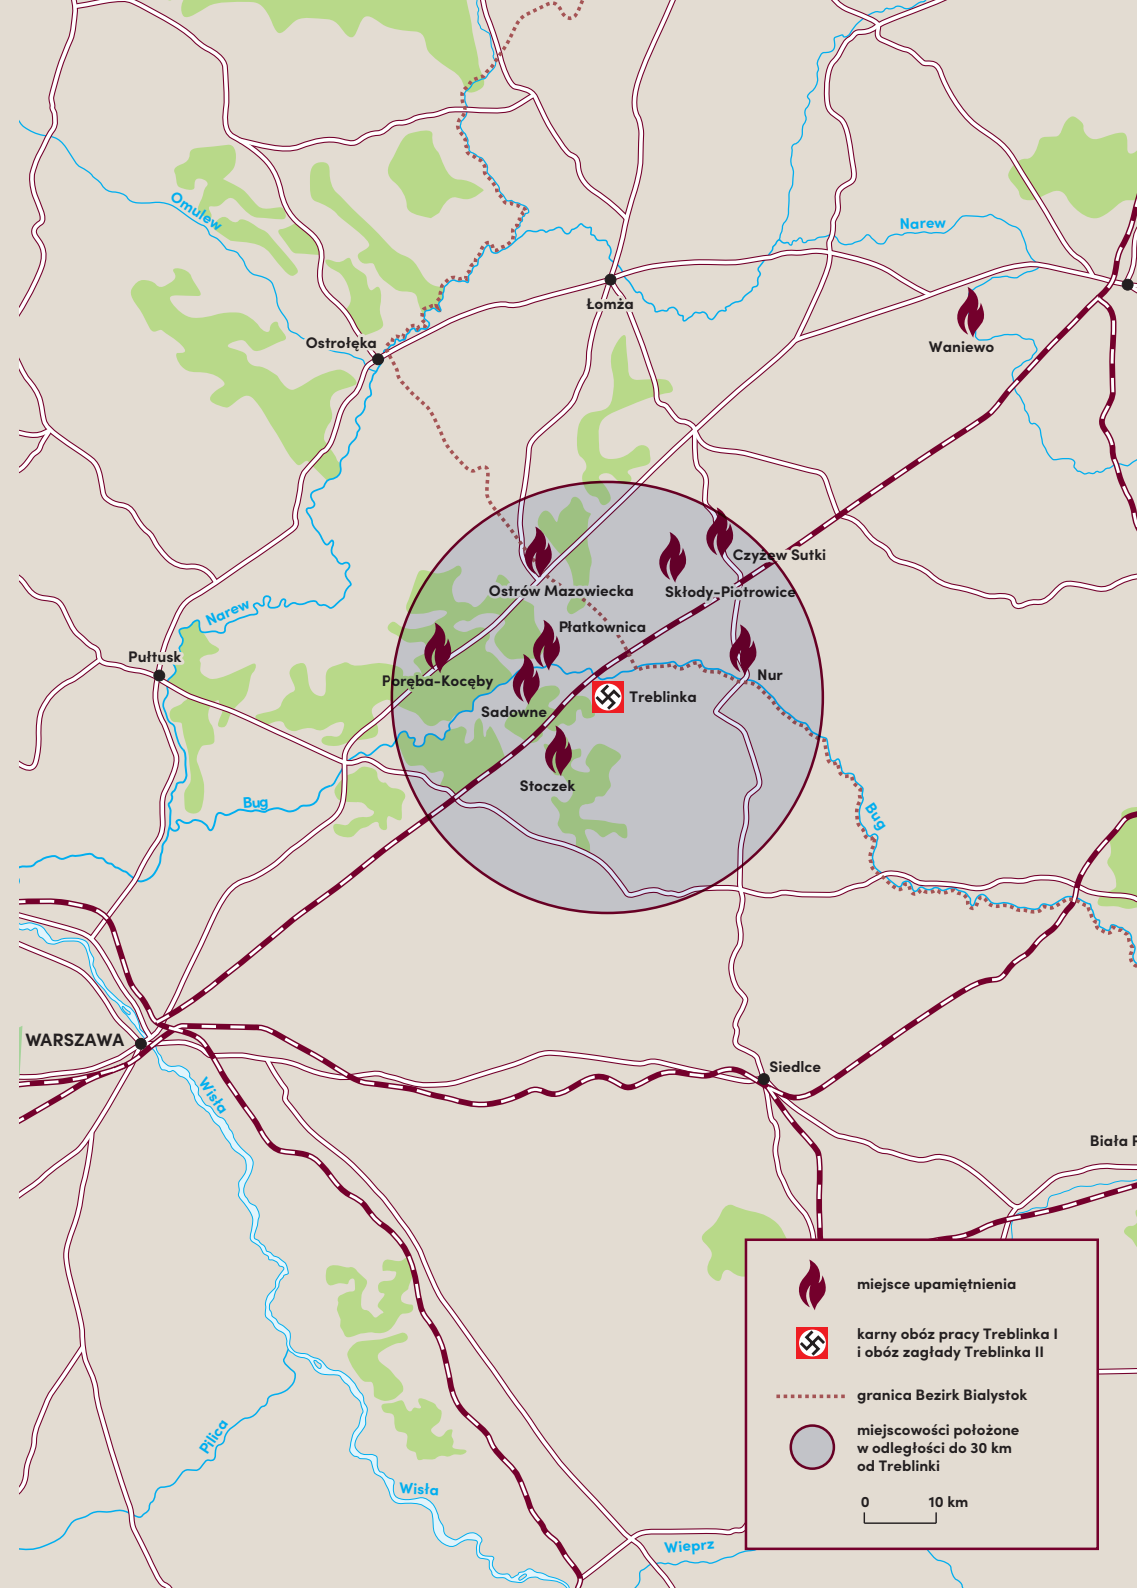 Omulew
Narew
Łomża
Ostrołęka
Waniewo
Czyżew Sutki
Ostrów Mazowiecka
Skłody-Piotrowice
Płatkownica
Narew
Pułtusk
Poręba-Kocęby
Nur
Sadowne
Treblinka
Stoczek
Bug
Bug
WARSZAWA
Siedlce
Wisła
Biała P
miejsce upamiętnienia
karny obóz pracy Treblinka I
i obóz zagłady Treblinka II
granica Bezirk Bialystok
miejscowości położone
w odległości do 30 km
od Treblinki
0 10 km
Pilica
Wisła
Wieprz